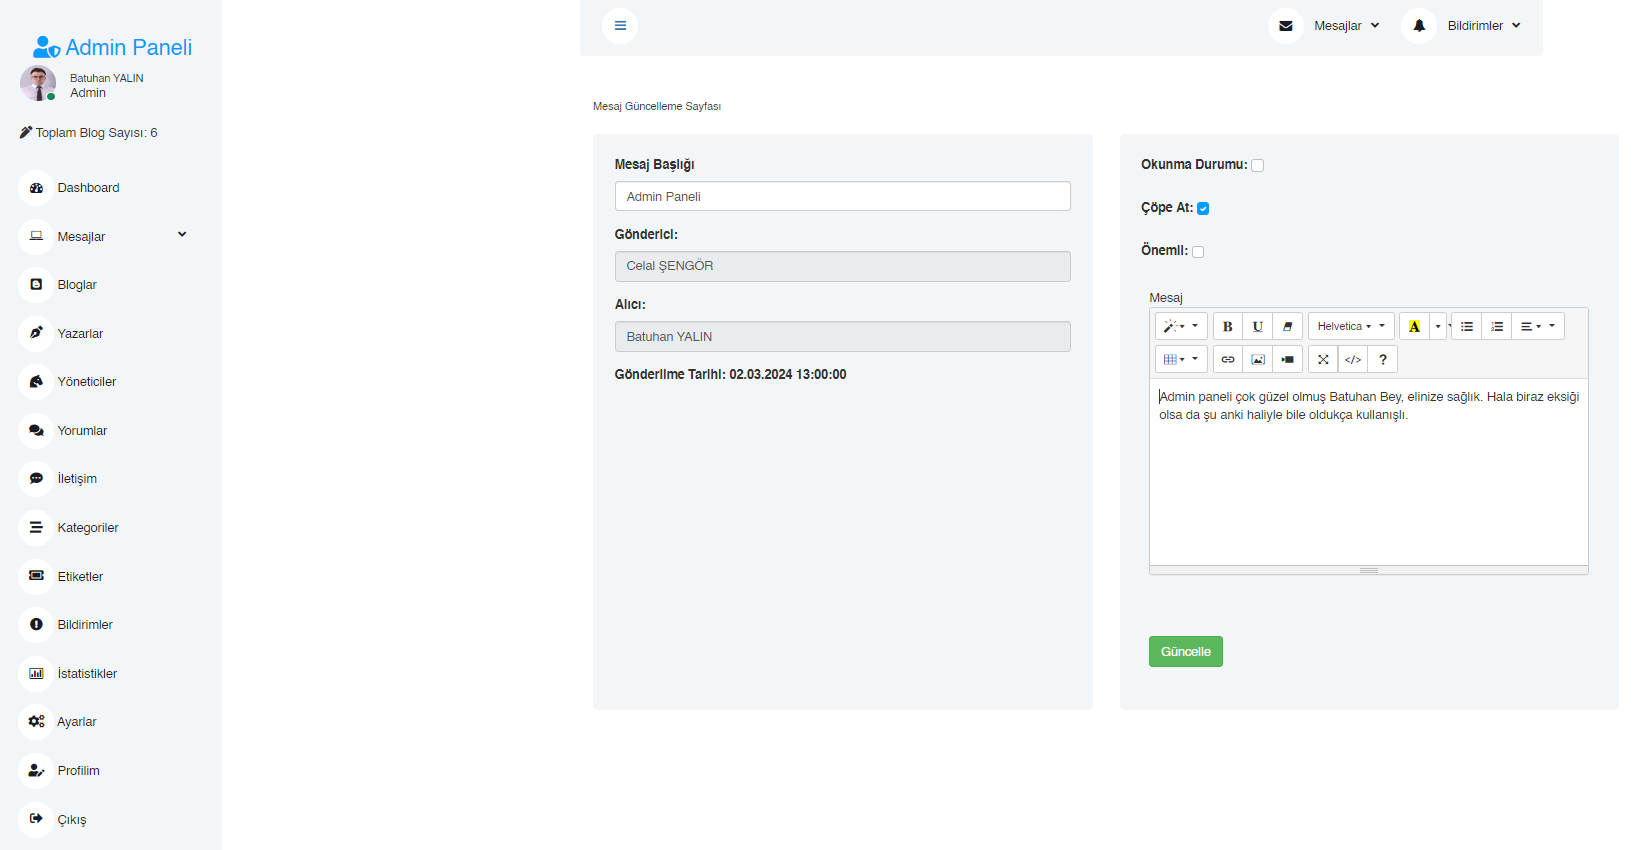 Admin Paneli
Batuhan YALIN
Admin
Toplam Blog Sayısı: 6
Dashboard
Mesajlar
Bloglar
Yazarlar
Yöneticiler
Yorumlar
İletişim
Kategoriler
Etiketler
Bildirimler
İstatistikler
Ayarlar
Profilim
Çıkış
Mesajlar
Bildirimler
Mesaj Güncelleme Sayfası
Mesaj Başlığı
Admin Paneli
Gönderici:
Celal ŞENGÖR
Alıcı:
Batuhan YALIN
Gönderilme Tarihi: 02.03.2024 13:00:00
Okunma Durumu:
Çöpe At:
Önemli:
Mesaj
B U Helvetica A
</> ?
Admin paneli çok güzel olmuş Batuhan Bey, elinize sağlık. Hala biraz eksiği
olsa da şu anki haliyle bile oldukça kullanışlı.
Güncelle